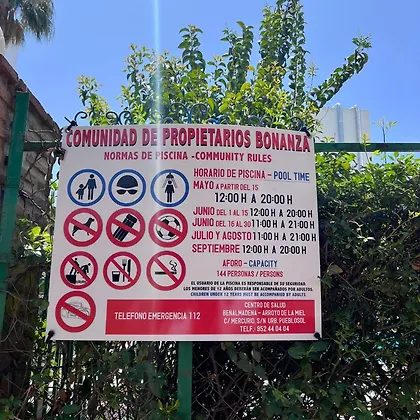 COMUNIDAD DE PROPIETARIOS BONANZA
NORMAS DE PISCINA - COMMUNITY RULES
HORARIO DE PISCINA - POOL TIME
MAYO A PARTIR DEL 15
12:00 H A 20:00 H
JUNIO DEL 1 AL 15 12:00 H A 20:00 H
JUNIO DEL 16 AL 30 11:00 H A 21:00 H
JULIO Y AGOSTO 11:00 H A 21:00 H
SEPTIEMBRE 12:00 H A 20:00 H
AFORO - CAPACITY
144 PERSONAS / PERSONS
EL USUARIO DE LA PISCINA ES RESPONSABLE DE SU SEGURIDAD.
LOS MENORES DE 12 AÑOS DEBERÁN SER ACOMPAÑADOS POR ADULTOS.
CHILDREN UNDER 12 YEARS MUST BE ACOMPANIED BY ADULTS.
TELEFONO EMERGENCIA 112
CENTRO DE SALUD
BENALMADENA - ARROYO DE LA MIEL
C/ MERCURIO, S/N URB. PUEBLOSOL
TELF.: 952 44 04 04